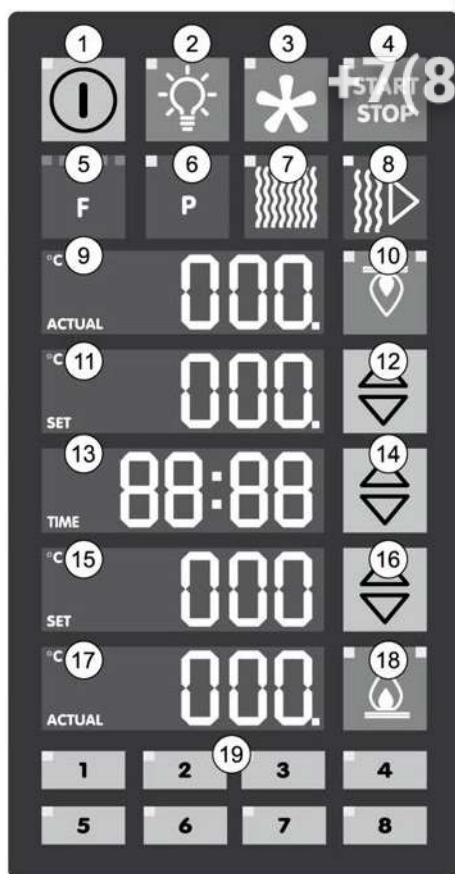 1 2 3 4
+7(8
START
STOP
5 6 7 8
F P
°C 9 000. 10
ACTUAL
°C 11 000. 12
SET
13 88:88 14
TIME
°C 15 000 16
SET
°C 17 000. 18
ACTUAL
19
1 2 3 4
5 6 7 8